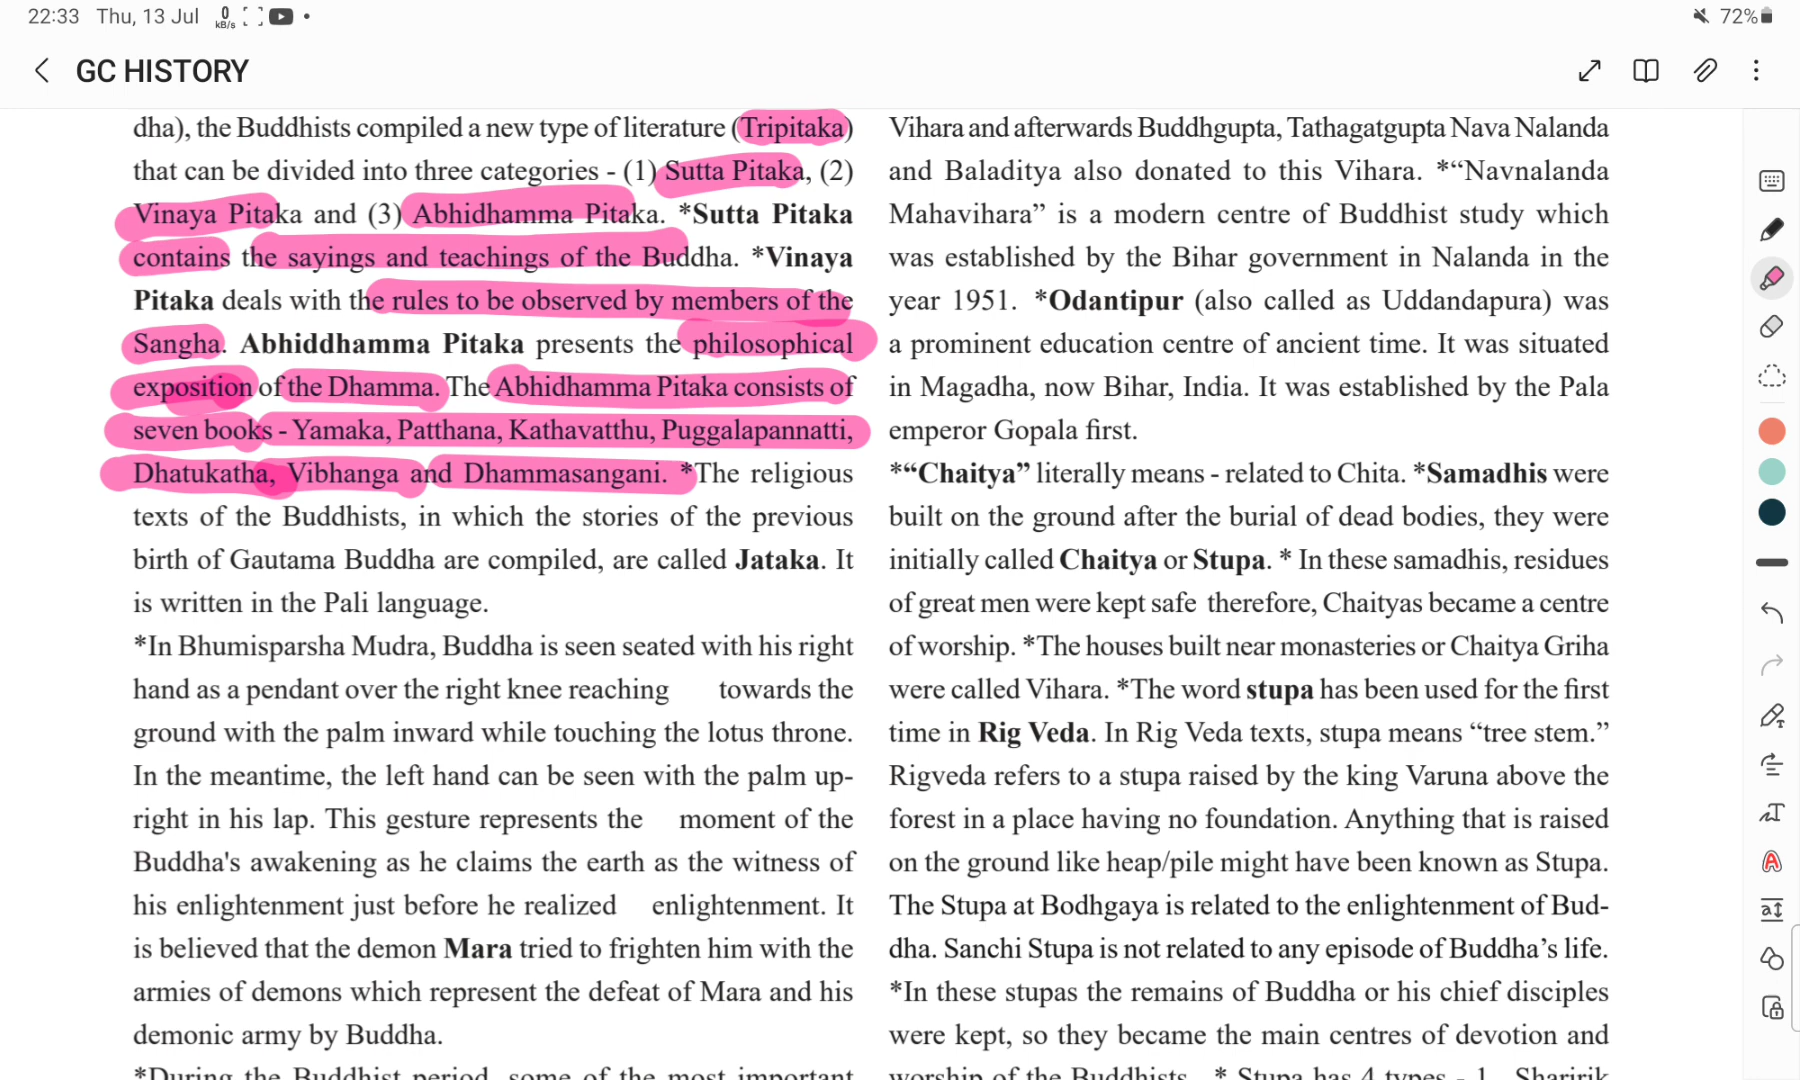 22:33 Thu, 13 Jul 0 kB/s
72%
GC HISTORY
dha), the Buddhists compiled a new type of literature (Tripitaka)
that can be divided into three categories - (1) Sutta Pitaka, (2)
Vinaya Pitaka and (3) Abhidhamma Pitaka. *Sutta Pitaka
contains the sayings and teachings of the Buddha. *Vinaya
Pitaka deals with the rules to be observed by members of the
Sangha. Abhiddhamma Pitaka presents the philosophical
exposition of the Dhamma. The Abhidhamma Pitaka consists of
seven books - Yamaka, Patthana, Kathavatthu, Puggalapannatti,
Dhatukatha, Vibhanga and Dhammasangani. *The religious
texts of the Buddhists, in which the stories of the previous
birth of Gautama Buddha are compiled, are called Jataka. It
is written in the Pali language.
*In Bhumisparsha Mudra, Buddha is seen seated with his right
hand as a pendant over the right knee reaching towards the
ground with the palm inward while touching the lotus throne.
In the meantime, the left hand can be seen with the palm up-
right in his lap. This gesture represents the moment of the
Buddha's awakening as he claims the earth as the witness of
his enlightenment just before he realized enlightenment. It
is believed that the demon Mara tried to frighten him with the
armies of demons which represent the defeat of Mara and his
demonic army by Buddha.
*During the Buddhist period, some of the most important
Vihara and afterwards Buddhgupta, Tathagatgupta Nava Nalanda
and Baladitya also donated to this Vihara. *“Navnalanda
Mahavihara” is a modern centre of Buddhist study which
was established by the Bihar government in Nalanda in the
year 1951. *Odantipur (also called as Uddandapura) was
a prominent education centre of ancient time. It was situated
in Magadha, now Bihar, India. It was established by the Pala
emperor Gopala first.
*“Chaitya” literally means - related to Chita. *Samadhis were
built on the ground after the burial of dead bodies, they were
initially called Chaitya or Stupa. * In these samadhis, residues
of great men were kept safe therefore, Chaityas became a centre
of worship. *The houses built near monasteries or Chaitya Griha
were called Vihara. *The word stupa has been used for the first
time in Rig Veda. In Rig Veda texts, stupa means “tree stem.”
Rigveda refers to a stupa raised by the king Varuna above the
forest in a place having no foundation. Anything that is raised
on the ground like heap/pile might have been known as Stupa.
The Stupa at Bodhgaya is related to the enlightenment of Bud-
dha. Sanchi Stupa is not related to any episode of Buddha’s life.
*In these stupas the remains of Buddha or his chief disciples
were kept, so they became the main centres of devotion and
worship of the Buddhists. * Stupa has 4 types - 1. Sharirik